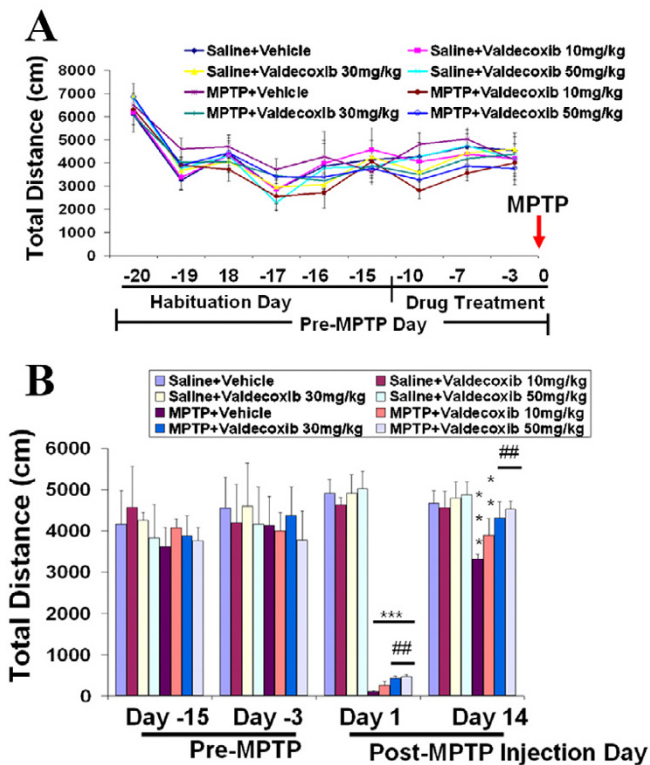 A
Saline+Vehicle
Saline+Valdecoxib 10mg/kg
Saline+Valdecoxib 30mg/kg
Saline+Valdecoxib 50mg/kg
MPTP+Vehicle
MPTP+Valdecoxib 10mg/kg
MPTP+Valdecoxib 30mg/kg
MPTP+Valdecoxib 50mg/kg
Total Distance (cm)
8000
7000
6000
5000
4000
3000
2000
1000
0
MPTP
-20 -19 18 -17 -16 -15 -10 -7 -3 0
Habituation Day Drug Treatment
Pre-MPTP Day
B
Saline+Vehicle
Saline+Valdecoxib 10mg/kg
Saline+Valdecoxib 30mg/kg
Saline+Valdecoxib 50mg/kg
MPTP+Vehicle
MPTP+Valdecoxib 10mg/kg
MPTP+Valdecoxib 30mg/kg
MPTP+Valdecoxib 50mg/kg
Total Distance (cm)
6000
5000
4000
3000
2000
1000
0
***
##
***
**
##
Day -15 Day -3 Day 1 Day 14
Pre-MPTP Post-MPTP Injection Day